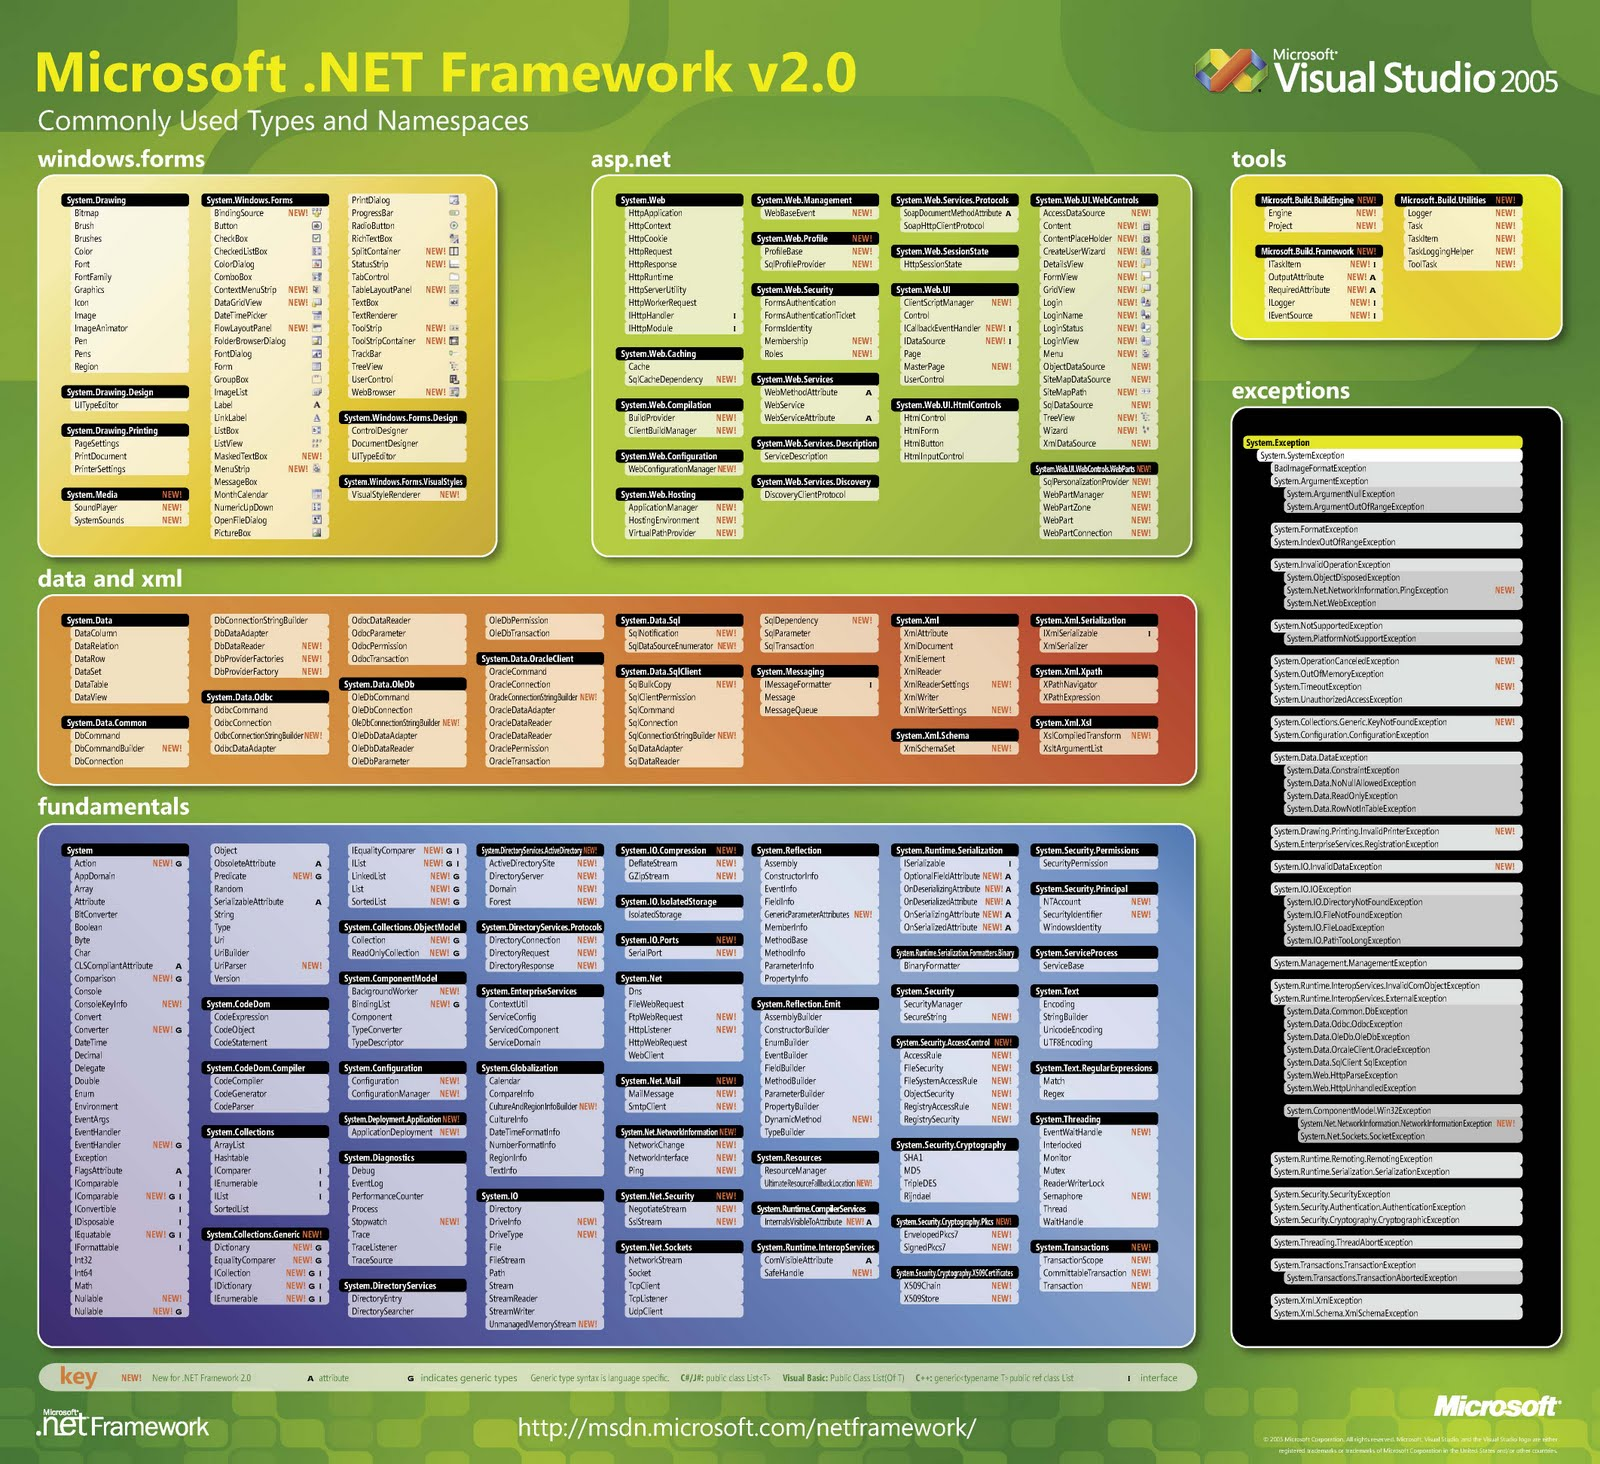 Microsoft .NET Framework v2.0
Commonly Used Types and Namespaces
Microsoft
Visual Studio 2005
windows.forms
System.Drawing
Bitmap
Brush
Brushes
Color
Font
FontFamily
Graphics
Icon
Image
ImageAnimator
Pen
Pens
Region
System.Drawing.Design
UITypeEditor
System.Drawing.Printing
PageSettings
PrintDocument
PrinterSettings
System.Media NEW!
SoundPlayer NEW!
SystemSounds NEW!
System.Windows.Forms
BindingSource NEW!
Button
CheckBox
CheckedListBox
ColorDialog
ComboBox
ContextMenuStrip NEW!
DataGridView NEW!
DateTimePicker
FlowLayoutPanel NEW!
FolderBrowserDialog
FontDialog
Form
GroupBox
ImageList
Label
LinkLabel
ListBox
ListView
MaskedTextBox NEW!
MenuStrip NEW!
MessageBox
MonthCalendar
NumericUpDown
OpenFileDialog
PictureBox
PrintDialog
ProgressBar
RadioButton
RichTextBox
SplitContainer NEW!
StatusStrip NEW!
TabControl
TableLayoutPanel NEW!
TextBox
TextRenderer
ToolStrip NEW!
ToolStripContainer NEW!
TrackBar
TreeView
UserControl
WebBrowser NEW!
System.Windows.Forms.Design
ControlDesigner
DocumentDesigner
UITypeEditor
System.Windows.Forms.VisualStyles
VisualStyleRenderer NEW!
asp.net
System.Web
HttpApplication
HttpContext
HttpCookie
HttpRequest
HttpResponse
HttpRuntime
HttpServerUtility
HttpWorkerRequest
IHttpHandler I
IHttpModule I
System.Web.Caching
Cache
SqlCacheDependency NEW!
System.Web.Compilation
BuildProvider NEW!
ClientBuildManager NEW!
System.Web.Configuration
WebConfigurationManager NEW!
System.Web.Hosting
ApplicationManager NEW!
HostingEnvironment NEW!
VirtualPathProvider NEW!
System.Web.Management
WebBaseEvent NEW!
System.Web.Profile NEW!
ProfileBase NEW!
SqlProfileProvider NEW!
System.Web.Security
FormsAuthentication
FormsAuthenticationTicket
FormsIdentity
Membership NEW!
Roles NEW!
System.Web.Services
WebMethodAttribute A
WebService
WebServiceAttribute A
System.Web.Services.Description
ServiceDescription
System.Web.Services.Discovery
DiscoveryClientProtocol
System.Web.Services.Protocols
SoapDocumentMethodAttribute A
SoapHttpClientProtocol
System.Web.SessionState
HttpSessionState
System.Web.UI
ClientScriptManager NEW!
Control
ICallbackEventHandler NEW! I
IDataSource NEW! I
Page
MasterPage NEW!
UserControl
System.Web.UI.HtmlControls
HtmlControl
HtmlForm
HtmlButton
HtmlInputControl
System.Web.UI.WebControls
AccessDataSource NEW!
Content NEW!
ContentPlaceHolder NEW!
CreateUserWizard NEW!
DetailsView NEW!
FormView NEW!
GridView NEW!
Login NEW!
LoginName NEW!
LoginStatus NEW!
LoginView NEW!
Menu NEW!
ObjectDataSource NEW!
SiteMapDataSource NEW!
SiteMapPath NEW!
SqlDataSource NEW!
TreeView NEW!
Wizard NEW!
XmlDataSource NEW!
System.Web.UI.WebControls.WebParts NEW!
SqlPersonalizationProvider NEW!
WebPartManager NEW!
WebPartZone NEW!
WebPart NEW!
WebPartConnection NEW!
tools
Microsoft.Build.BuildEngine NEW!
Engine NEW!
Project NEW!
Microsoft.Build.Framework NEW!
ITaskItem NEW! I
OutputAttribute NEW! A
RequiredAttribute NEW! A
ILogger NEW! I
IEventSource NEW! I
Microsoft.Build.Utilities NEW!
Logger NEW!
Task NEW!
TaskItem NEW!
TaskLoggingHelper NEW!
ToolTask NEW!
exceptions
System.Exception
System.SystemException
BadImageFormatException
System.ArgumentException
System.ArgumentNullException
System.ArgumentOutOfRangeException
System.FormatException
System.IndexOutOfRangeException
System.InvalidOperationException
System.ObjectDisposedException
System.Net.NetworkInformation.PingException NEW!
System.Net.WebException
System.NotSupportedException
System.PlatformNotSupportException
System.OperationCanceledException NEW!
System.OutOfMemoryException
System.TimeoutException NEW!
System.UnauthorizedAccessException
System.Collections.Generic.KeyNotFoundException NEW!
System.Configuration.ConfigurationException
System.Data.DataException
System.Data.ConstraintException
System.Data.NoNullAllowedException
System.Data.ReadOnlyException
System.Data.RowNotInTableException
System.Drawing.Printing.InvalidPrinterException NEW!
System.EnterpriseServices.RegistrationException
System.IO.InvalidDataException NEW!
System.IO.IOException
System.IO.DirectoryNotFoundException
System.IO.FileNotFoundException
System.IO.FileLoadException
System.IO.PathTooLongException
System.Management.ManagementException
System.Runtime.InteropServices.InvalidComObjectException
System.Runtime.InteropServices.ExternalException
System.Data.Common.DbException
System.Data.Odbc.OdbcException
System.Data.OleDb.OleDbException
System.Data.OrcaleClient.OracleException
System.Data.SqlClient SqlException
System.Web.HttpParseException
System.Web.HttpUnhandledException
System.ComponentModel.Win32Exception
System.Net.NetworkInformation.NetworkInformationException NEW!
System.Net.Sockets.SocketException
System.Runtime.Remoting.RemotingException
System.Runtime.Serialization.SerializationException
System.Security.SecurityException
System.Security.Authentication.AuthenticationException
System.Security.Cryptography.CryptographicException
System.Threading.ThreadAbortException
System.Transactions.TransactionException
System.Transactions.TransactionAbortedException
System.Xml.XmlException
System.Xml.Schema.XmlSchemaException
data and xml
System.Data
DataColumn
DataRelation
DataRow
DataSet
DataTable
DataView
System.Data.Common
DbCommand
DbCommandBuilder NEW!
DbConnection
DbConnectionStringBuilder
DbDataAdapter
DbDataReader NEW!
DbProviderFactories NEW!
DbProviderFactory NEW!
System.Data.Odbc
OdbcCommand
OdbcConnection
OdbcConnectionStringBuilder NEW!
OdbcDataAdapter
OdbcDataReader
OdbcParameter
OdbcPermission
OdbcTransaction
System.Data.OleDb
OleDbCommand
OleDbConnection
OleDbConnectionStringBuilder NEW!
OleDbDataAdapter
OleDbDataReader
OleDbParameter
OleDbPermission
OleDbTransaction
System.Data.OracleClient
OracleCommand
OracleConnection
OracleConnectionStringBuilder NEW!
OracleDataAdapter
OracleDataReader
OracleDataReader
OraclePermission
OracleTransaction
System.Data.Sql
SqlNotification NEW!
SqlDataSourceEnumerator NEW!
System.Data.SqlClient
SqlBulkCopy NEW!
SqlClientPermission
SqlCommand
SqlConnection
SqlConnectionStringBuilder NEW!
SqlDataAdapter
SqlDataReader
SqlDependency NEW!
SqlParameter
SqlTransaction
System.Messaging
IMessageFormatter I
Message
MessageQueue
System.Xml
XmlAttribute
XmlDocument
XmlElement
XmlReader
XmlReaderSettings NEW!
XmlWriter
XmlWriterSettings NEW!
System.Xml.Schema
XmlSchemaSet NEW!
System.Xml.Serialization
IXmlSerializable I
XmlSerializer
System.Xml.Xpath
XPathNavigator
XPathExpression
System.Xml.Xsl
XslCompiledTransform NEW!
XsltArgumentList
fundamentals
System
Action NEW! G
AppDomain
Array
Attribute
BitConverter
Boolean
Byte
Char
CLSCompliantAttribute A
Comparison NEW! G
Console
ConsoleKeyInfo NEW!
Convert
Converter NEW! G
DateTime
Decimal
Delegate
Double
Enum
Environment
EventArgs
EventHandler
EventHandler NEW! G
Exception
FlagsAttribute A
IComparable I
IComparable NEW! G I
IConvertible I
IDisposable I
IEquatable NEW! G I
IFormattable I
Int32
Int64
Math
Nullable NEW!
Nullable NEW! G
Object
ObsoleteAttribute A
Predicate NEW! G
Random
SerializableAttribute A
String
Type
Uri
UriBuilder
UriParser NEW!
Version
System.CodeDom
CodeExpression
CodeObject
CodeStatement
System.CodeDom.Compiler
CodeCompiler
CodeGenerator
CodeParser
System.Collections
ArrayList
Hashtable
IComparer I
IEnumerable I
IList I
SortedList
System.Collections.Generic NEW!
Dictionary NEW! G
EqualityComparer NEW! G
ICollection NEW! G I
IDictionary NEW! G I
IEnumerable NEW! G I
IEqualityComparer NEW! G I
IList NEW! G I
LinkedList NEW! G
List NEW! G
SortedList NEW! G
System.Collections.ObjectModel
Collection NEW! G
ReadOnlyCollection NEW! G
System.ComponentModel
BackgroundWorker NEW!
BindingList NEW! G
Component
TypeConverter
TypeDescriptor
System.Configuration
Configuration NEW!
ConfigurationManager NEW!
System.Deployment.Application NEW!
ApplicationDeployment NEW!
System.Diagnostics
Debug
EventLog
PerformanceCounter
Process
Stopwatch NEW!
Trace
TraceListener
TraceSource
System.DirectoryServices
DirectoryEntry
DirectorySearcher
System.DirectoryServices.ActiveDirectory NEW!
ActiveDirectorySite NEW!
DirectoryServer NEW!
Domain NEW!
Forest NEW!
System.DirectoryServices.Protocols
DirectoryConnection NEW!
DirectoryRequest NEW!
DirectoryResponse NEW!
System.EnterpriseServices
ContextUtil
ServiceConfig
ServicedComponent
ServiceDomain
System.Globalization
Calendar
CompareInfo
CultureAndRegionInfoBuilder NEW!
CultureInfo
DateTimeFormatInfo
NumberFormatInfo
RegionInfo
TextInfo
System.IO
Directory
DriveInfo NEW!
DriveType NEW!
File
FileStream
Path
Stream
StreamReader
StreamWriter
UnmanagedMemoryStream NEW!
System.IO.Compression NEW!
DeflateStream NEW!
GZipStream NEW!
System.IO.IsolatedStorage
IsolatedStorage
System.IO.Ports NEW!
SerialPort NEW!
System.Net
Dns
FileWebRequest
FtpWebRequest NEW!
HttpListener NEW!
HttpWebRequest
WebClient
System.Net.Mail NEW!
MailMessage NEW!
SmtpClient NEW!
System.Net.NetworkInformation NEW!
NetworkChange NEW!
NetworkInterface NEW!
Ping NEW!
System.Net.Security NEW!
NegotiateStream NEW!
SslStream NEW!
System.Net.Sockets
NetworkStream
Socket
TcpClient
TcpListener
UdpClient
System.Reflection
Assembly
ConstructorInfo
EventInfo
FieldInfo
GenericParameterAttributes NEW!
MemberInfo
MethodBase
MethodInfo
ParameterInfo
PropertyInfo
System.Reflection.Emit
AssemblyBuilder
ConstructorBuilder
EnumBuilder
EventBuilder
FieldBuilder
MethodBuilder
ParameterBuilder
PropertyBuilder
DynamicMethod NEW!
TypeBuilder
System.Resources
ResourceManager
UltimateResourceFallbackLocation NEW!
System.Runtime.CompilerServices
InternalsVisibleToAttribute NEW! A
System.Runtime.InteropServices
ComVisibleAttribute A
SafeHandle NEW!
System.Runtime.Serialization
ISerializable I
OptionalFieldAttribute NEW! A
OnDeserializingAttribute NEW! A
OnDeserializedAttribute NEW! A
OnSerializingAttribute NEW! A
OnSerializedAttribute NEW! A
System.Runtime.Serialization.Formatters.Binary
BinaryFormatter
System.Security
SecurityManager
SecureString NEW!
System.Security.AccessControl NEW!
AccessRule NEW!
FileSecurity NEW!
FileSystemAccessRule NEW!
ObjectSecurity NEW!
RegistryAccessRule NEW!
RegistrySecurity NEW!
System.Security.Cryptography
SHA1
MD5
TripleDES
Rijndael
System.Security.Cryptography.Pkcs NEW!
EnvelopedPkcs7 NEW!
SignedPkcs7 NEW!
System.Security.Cryptography.X509Certificates
X509Chain NEW!
X509Store NEW!
System.Security.Permissions
SecurityPermission
System.Security.Principal
NTAccount NEW!
SecurityIdentifier NEW!
WindowsIdentity
System.ServiceProcess
ServiceBase
System.Text
Encoding
StringBuilder
UnicodeEncoding
UTF8Encoding
System.Text.RegularExpressions
Match
Regex
System.Threading
EventWaitHandle NEW!
Interlocked
Monitor
Mutex
ReaderWriterLock
Semaphore NEW!
Thread
WaitHandle
System.Transactions NEW!
TransactionScope NEW!
CommittableTransaction NEW!
Transaction NEW!
key NEW! New for .NET Framework 2.0 A attribute G indicates generic types Generic type syntax is language specific. C#/J#: public class List<T> Visual Basic: Public Class List(Of T) C++: generic<typename T>public ref class List I interface
Microsoft
.net Framework
http://msdn.microsoft.com/netframework/
Microsoft
© 2005 Microsoft Corporation. All rights reserved. Microsoft, Visual Studio, and the Visual Studio logo are either
registered trademarks or trademarks of Microsoft Corporation in the United States and/or other countries.